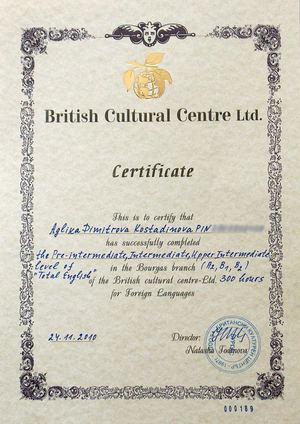 British Cultural Centre Ltd.
Certificate
This is to certify that
Aglika Dimitrova Kostadinova PIN
has successfully completed
the Pre-intermediate, Intermediate, Upper Intermediate
level of in the Bourgas branch (A2, B1, B2)
"Total English" of the British cultural centre-Ltd 300 hours
for Foreign Languages
24.11.2010
Director:
Natasha
000189